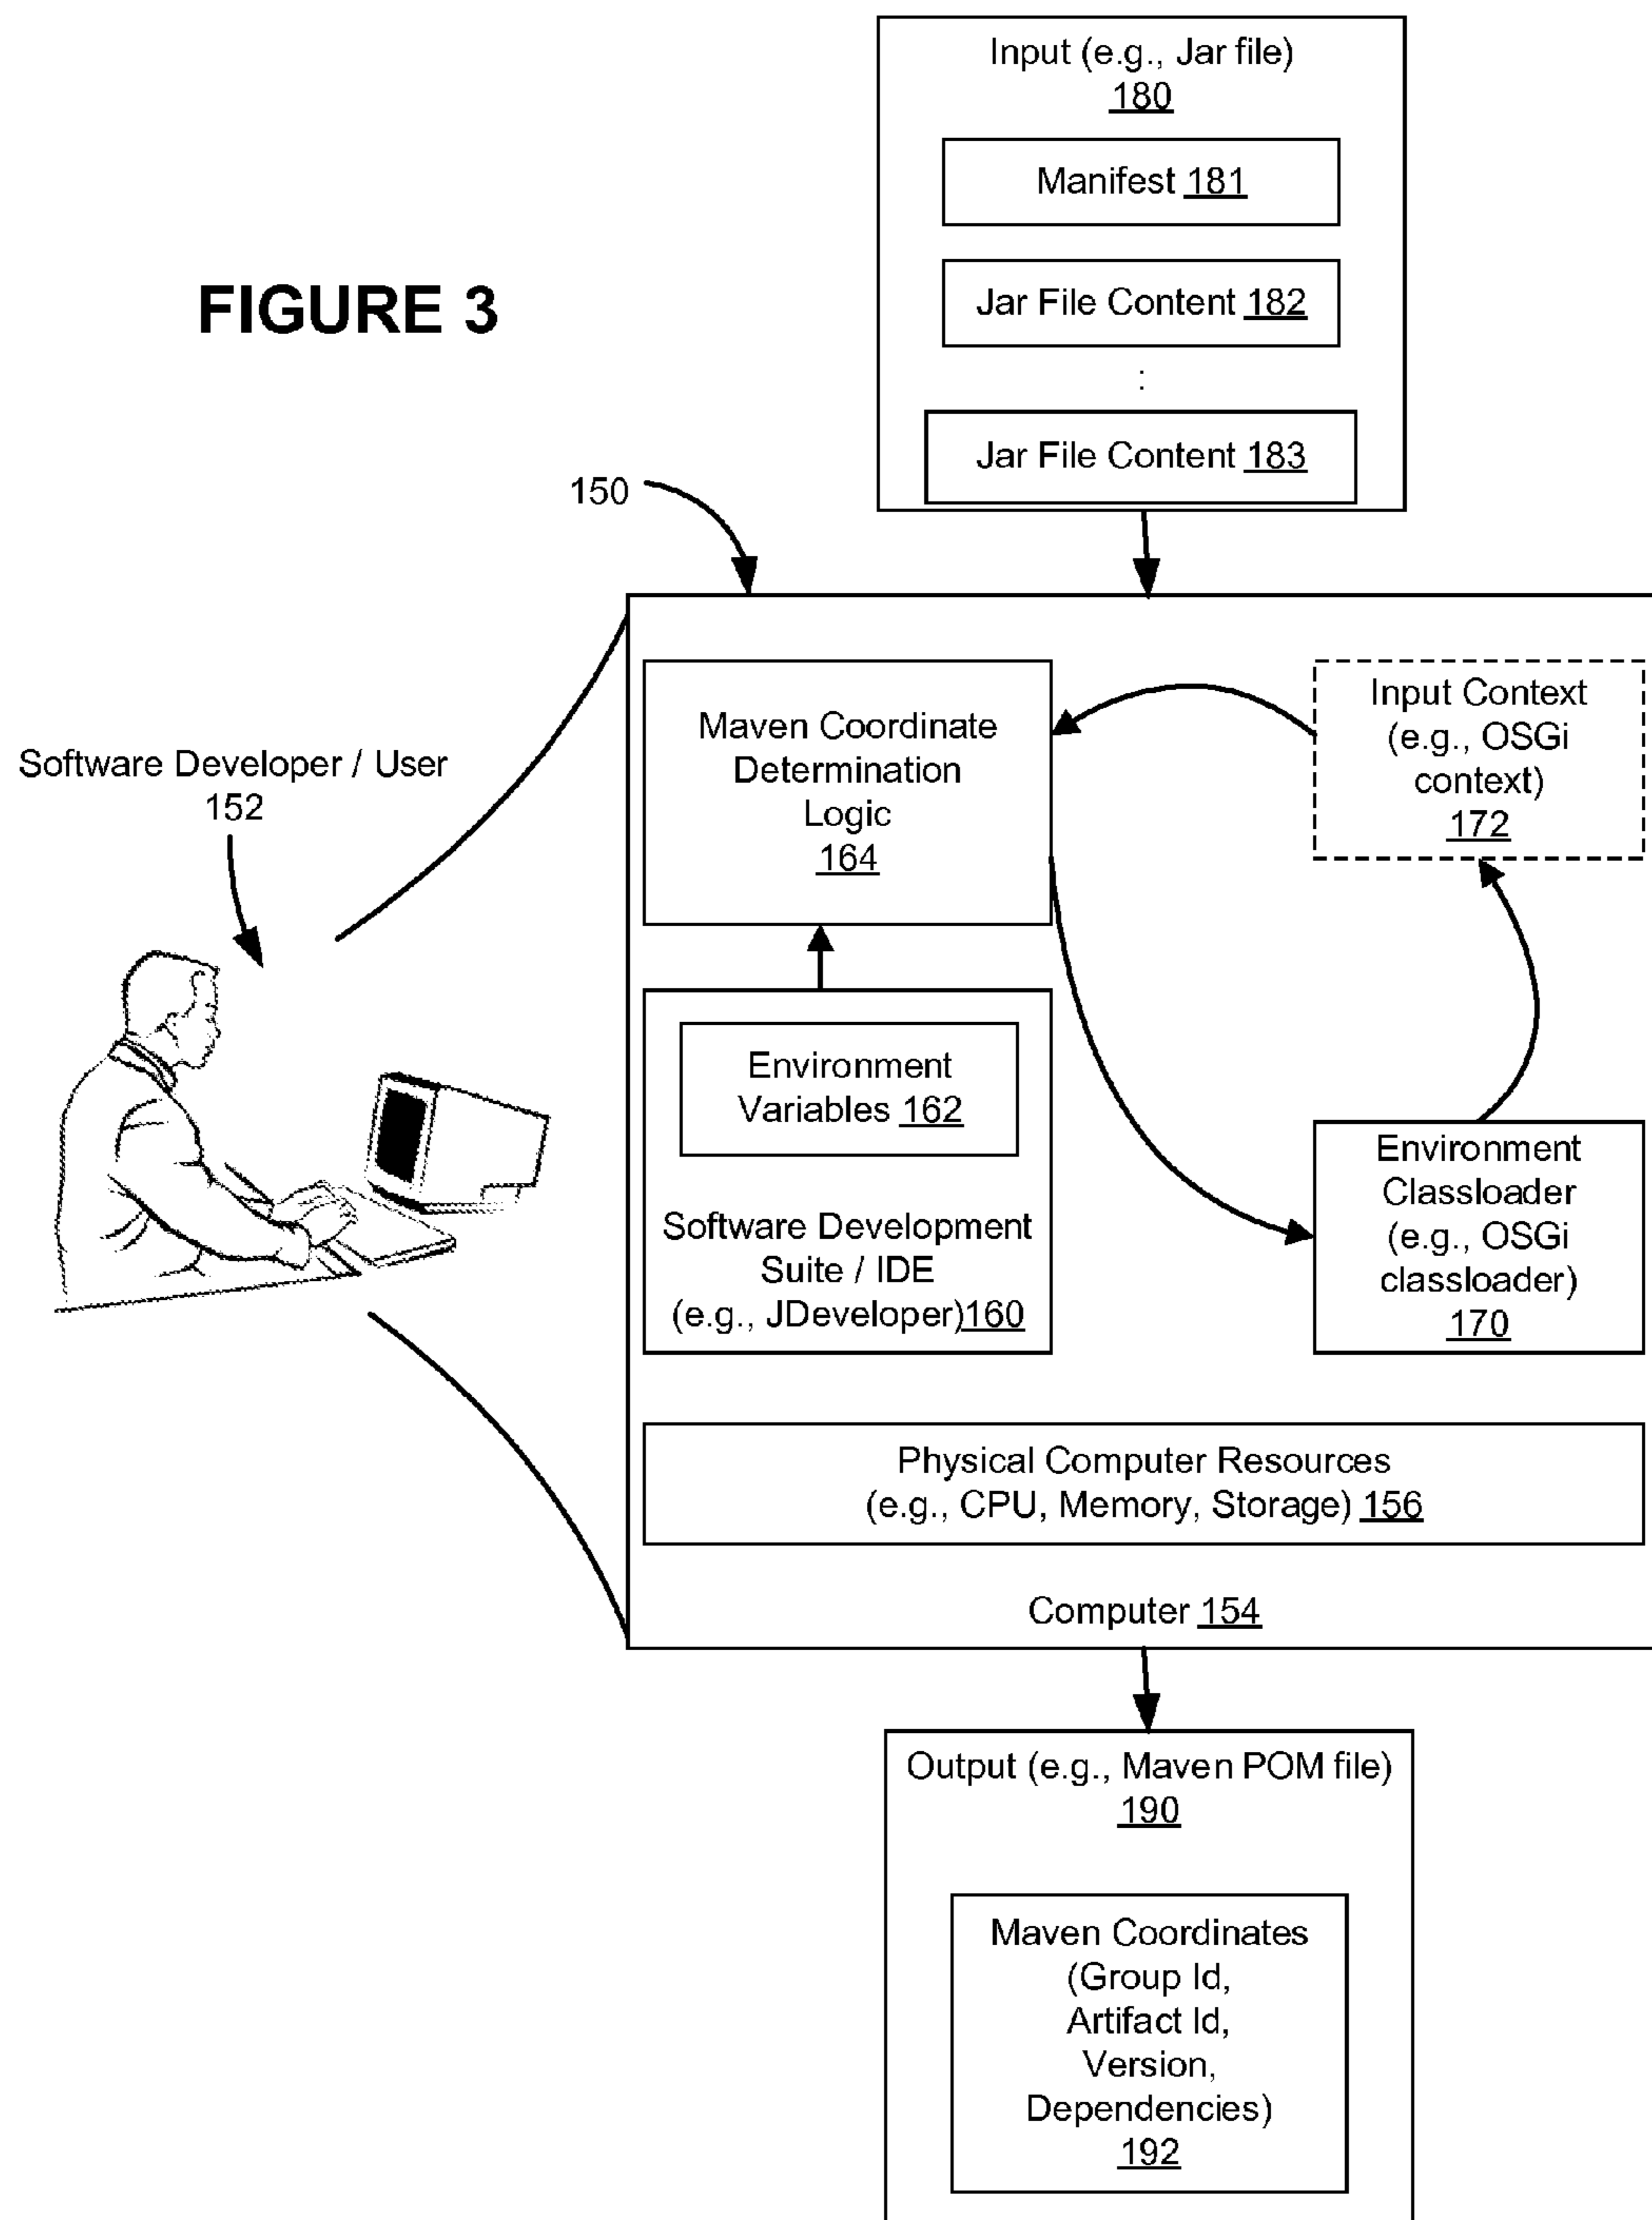 Input (e.g., Jar file)
180
Manifest 181
FIGURE 3
Jar File Content 182
:
Jar File Content 183
150
Software Developer / User
152
Maven Coordinate
Determination
Logic
164
Input Context
(e.g., OSGi
context)
172
Environment
Variables 162
Software Development
Suite / IDE
(e.g., JDeveloper)160
Environment
Classloader
(e.g., OSGi
classloader)
170
Physical Computer Resources
(e.g., CPU, Memory, Storage) 156
Computer 154
Output (e.g., Maven POM file)
190
Maven Coordinates
(Group Id,
Artifact Id,
Version,
Dependencies)
192